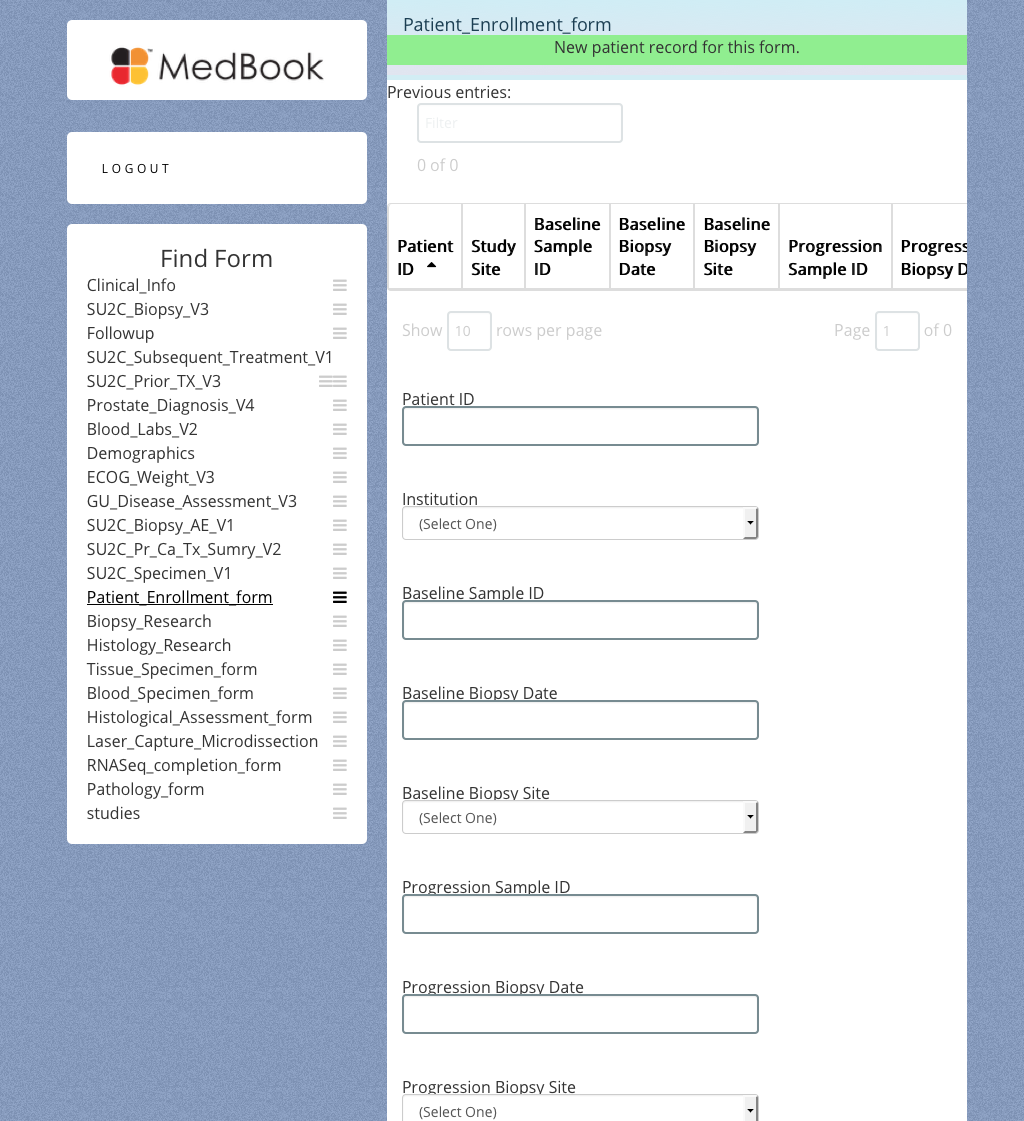 MedBook
LOGOUT
Find Form
Clinical_Info
SU2C_Biopsy_V3
Followup
SU2C_Subsequent_Treatment_V1
SU2C_Prior_TX_V3
Prostate_Diagnosis_V4
Blood_Labs_V2
Demographics
ECOG_Weight_V3
GU_Disease_Assessment_V3
SU2C_Biopsy_AE_V1
SU2C_Pr_Ca_Tx_Sumry_V2
SU2C_Specimen_V1
Patient_Enrollment_form
Biopsy_Research
Histology_Research
Tissue_Specimen_form
Blood_Specimen_form
Histological_Assessment_form
Laser_Capture_Microdissection
RNASeq_completion_form
Pathology_form
studies
Patient_Enrollment_form
New patient record for this form.
Previous entries:
Filter
0 of 0
Patient ID
Study Site
Baseline Sample ID
Baseline Biopsy Date
Baseline Biopsy Site
Progression Sample ID
Progress Biopsy D
Show 10 rows per page
Page 1 of 0
Patient ID
Institution
(Select One)
Baseline Sample ID
Baseline Biopsy Date
Baseline Biopsy Site
(Select One)
Progression Sample ID
Progression Biopsy Date
Progression Biopsy Site
(Select One)